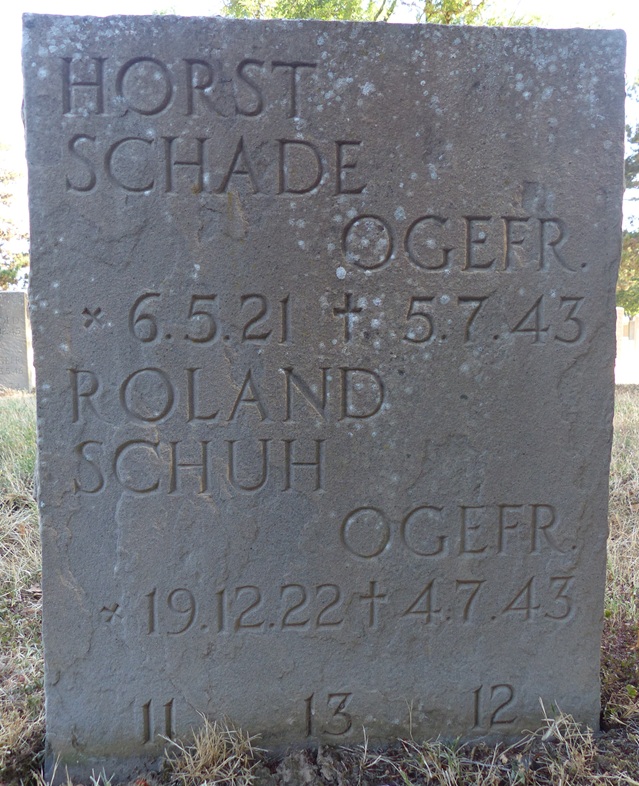 HORST
SCHADE
OGEFR.
* 6.5.21 † 5.7.43
ROLAND
SCHUH
OGEFR.
* 19.12.22 † 4.7.43
11 13 12